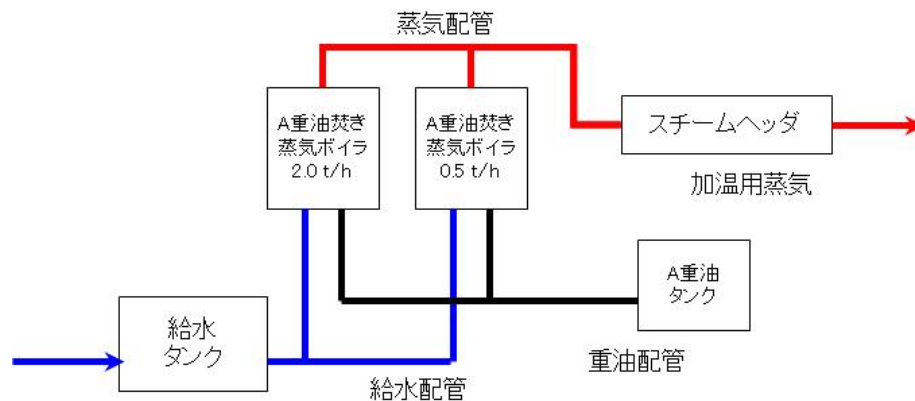 蒸気配管
A重油焚き
蒸気ボイラ
2.0 t/h
A重油焚き
蒸気ボイラ
0.5 t/h
スチームヘッダ
加温用蒸気
A重油
タンク
給水
タンク
重油配管
給水配管